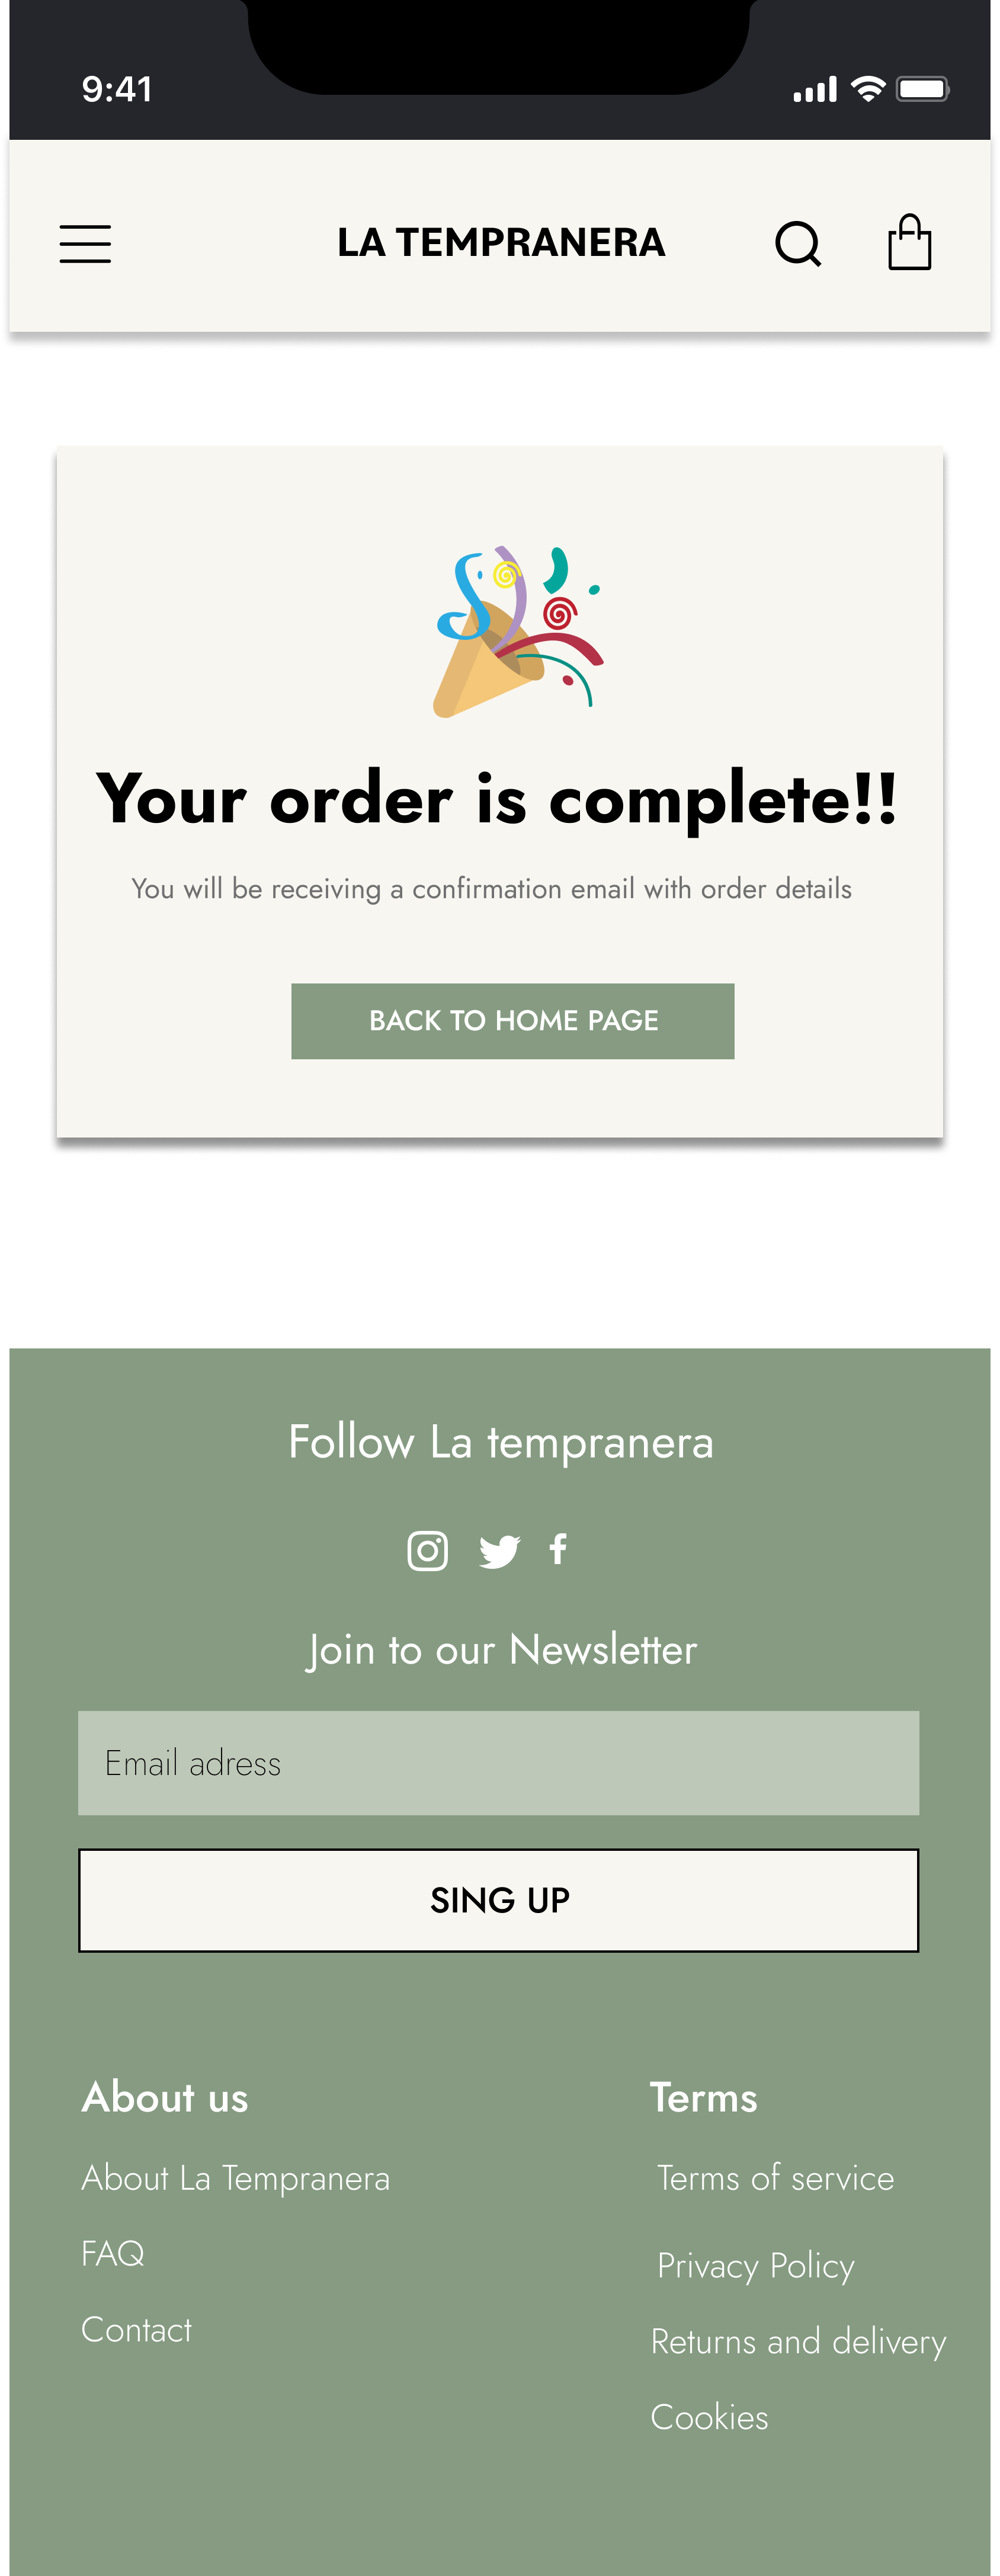 9:41
LA TEMPRANERA
Your order is complete!!
You will be receiving a confirmation email with order details
BACK TO HOME PAGE
Follow La tempranera
Join to our Newsletter
Email adress
SING UP
About us
About La Tempranera
FAQ
Contact
Terms
Terms of service
Privacy Policy
Returns and delivery
Cookies